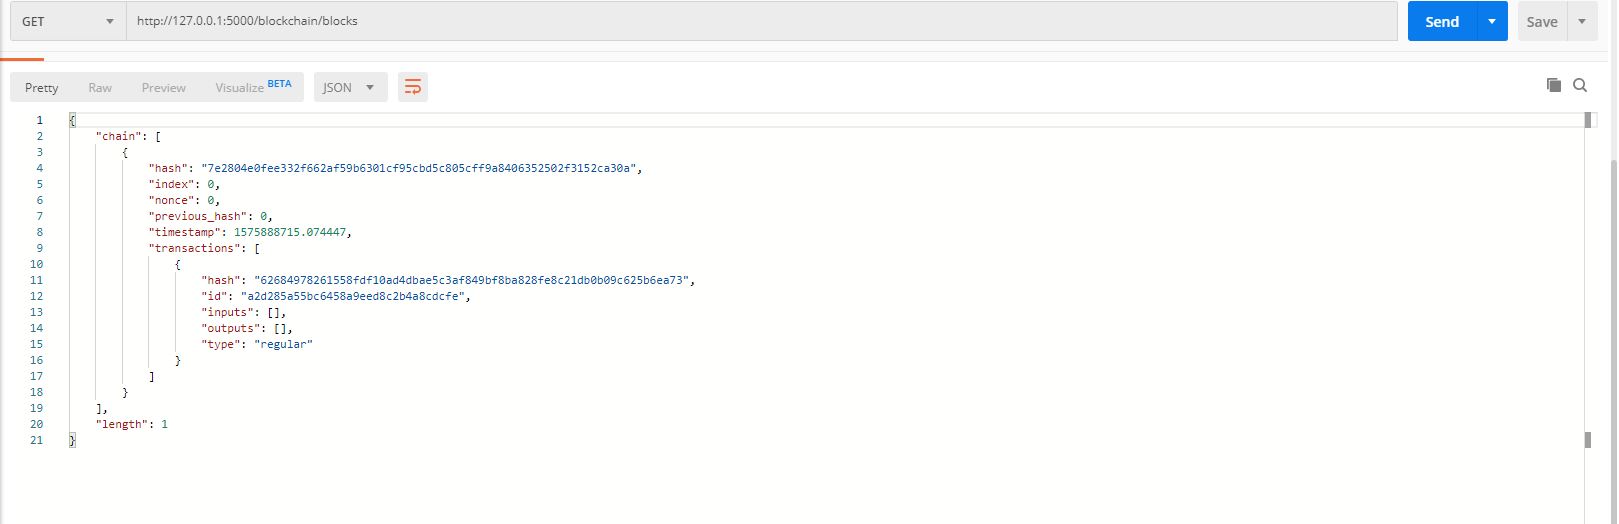 GET http://127.0.0.1:5000/blockchain/blocks Send Save
Pretty Raw Preview Visualize BETA JSON
1 {
2 "chain": [
3 {
4 "hash": "7e2804e0fee332f662af59b6301cf95cbd5c805cff9a8406352502f3152ca30a",
5 "index": 0,
6 "nonce": 0,
7 "previous_hash": 0,
8 "timestamp": 1575888715.074447,
9 "transactions": [
10 {
11 "hash": "62684978261558fdf10ad4dbae5c3af849bf8ba828fe8c21db0b09c625b6ea73",
12 "id": "a2d285a55bc6458a9eed8c2b4a8cdcfe",
13 "inputs": [],
14 "outputs": [],
15 "type": "regular"
16 }
17 ]
18 }
19 ],
20 "length": 1
21 }